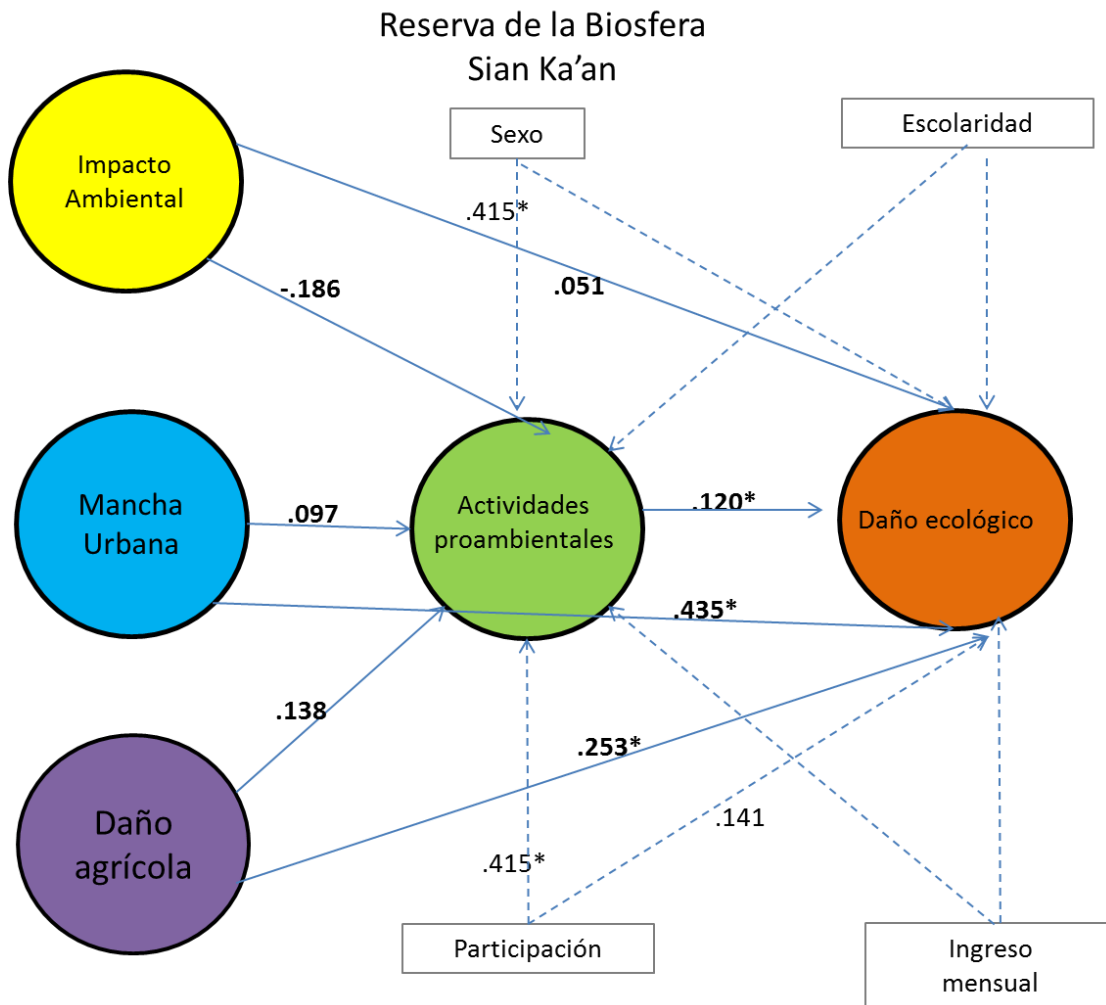 Reserva de la Biosfera
Sian Ka’an
Sexo
Escolaridad
Impacto
Ambiental
.415*
-.186
.051
Mancha
Urbana
.097
Actividades
proambientales
.120*
Daño ecológico
.435*
.138
.253*
Daño
agrícola
.141
.415*
Participación
Ingreso
mensual